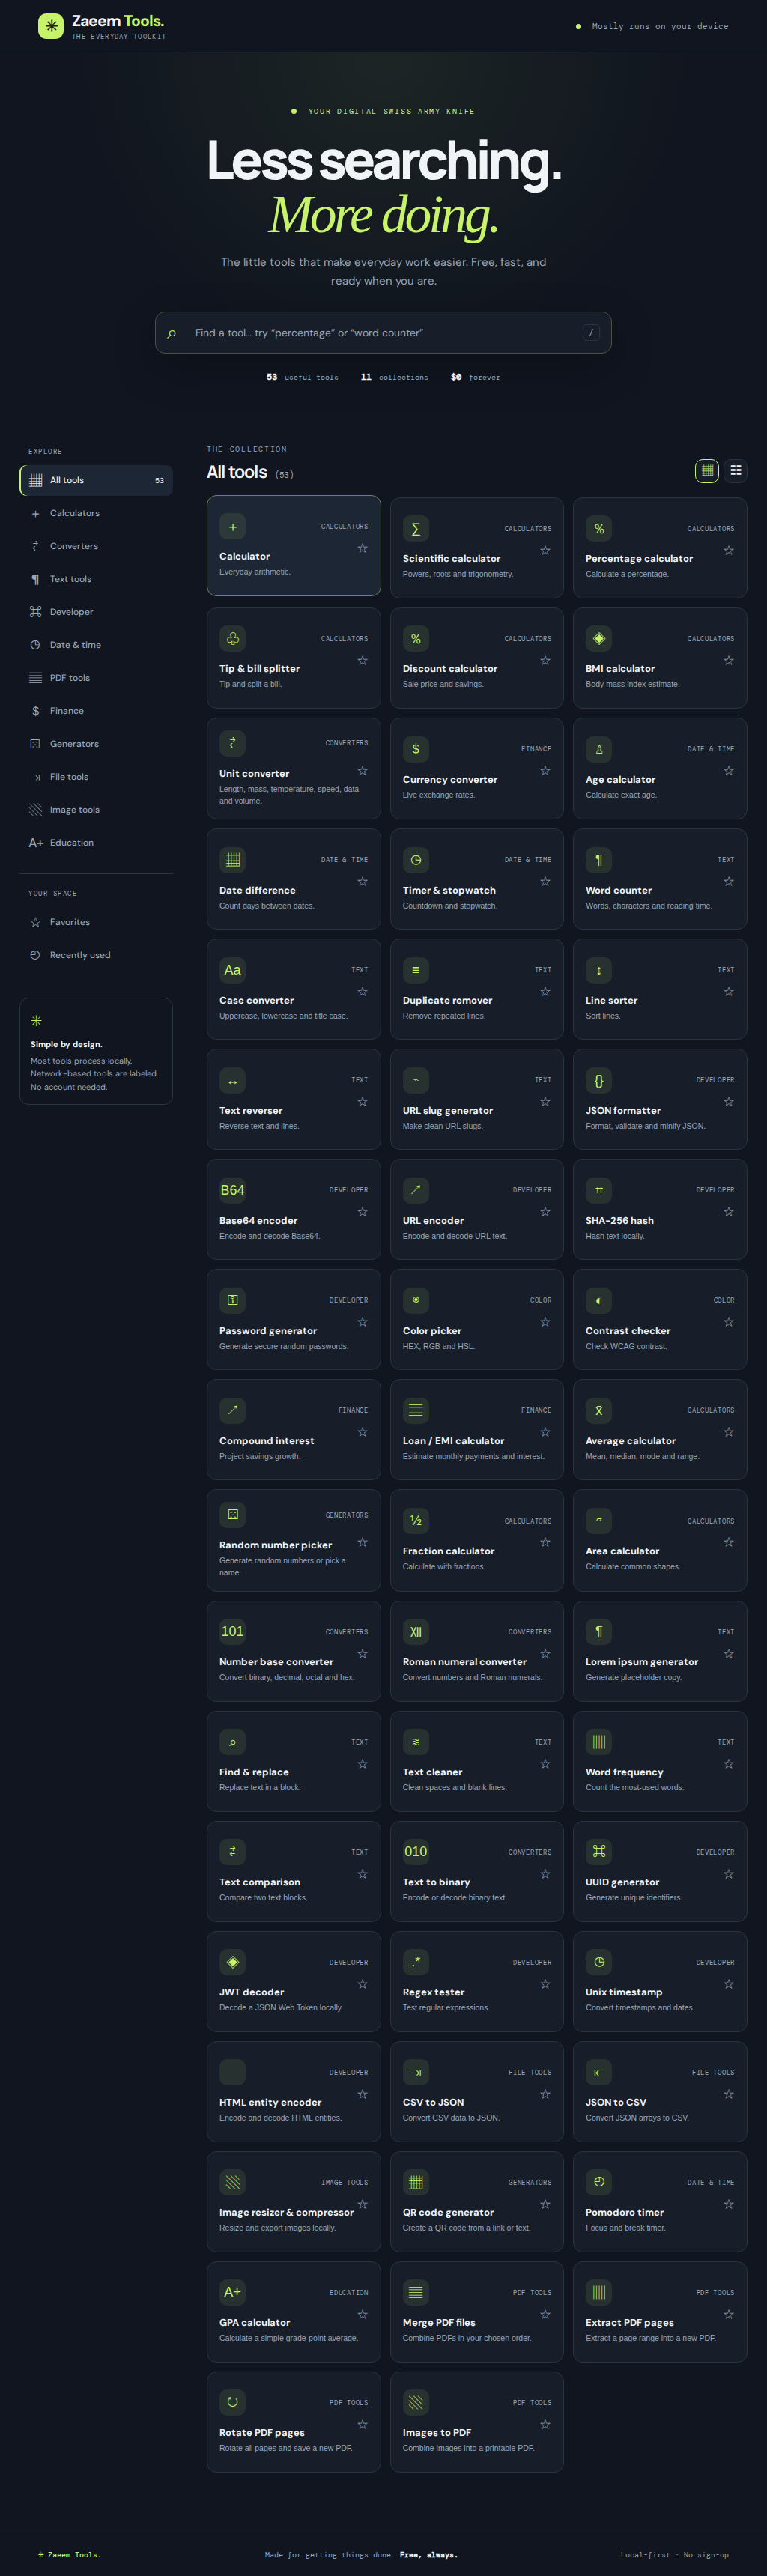 Zaeem Tools.
THE EVERYDAY TOOLKIT
Mostly runs on your device
YOUR DIGITAL SWISS ARMY KNIFE
Less searching.
More doing.
The little tools that make everyday work easier. Free, fast, and
ready when you are.
Find a tool... try “percentage” or “word counter”
/
53 useful tools 11 collections $0 forever
EXPLORE
All tools 53
+ Calculators
Converters
¶ Text tools
⌘ Developer
Date & time
PDF tools
$ Finance
Generators
File tools
Image tools
A+ Education
YOUR SPACE
☆ Favorites
Recently used
Simple by design.
Most tools process locally.
Network-based tools are labeled.
No account needed.
THE COLLECTION
All tools (53)
+ CALCULATORS
Calculator
Everyday arithmetic.
∑ CALCULATORS
Scientific calculator
Powers, roots and trigonometry.
% CALCULATORS
Percentage calculator
Calculate a percentage.
CALCULATORS
Tip & bill splitter
Tip and split a bill.
% CALCULATORS
Discount calculator
Sale price and savings.
CALCULATORS
BMI calculator
Body mass index estimate.
CONVERTERS
Unit converter
Length, mass, temperature, speed, data
and volume.
$ FINANCE
Currency converter
Live exchange rates.
DATE & TIME
Age calculator
Calculate exact age.
DATE & TIME
Date difference
Count days between dates.
DATE & TIME
Timer & stopwatch
Countdown and stopwatch.
¶ TEXT
Word counter
Words, characters and reading time.
Aa TEXT
Case converter
Uppercase, lowercase and title case.
≡ TEXT
Duplicate remover
Remove repeated lines.
↕ TEXT
Line sorter
Sort lines.
↔ TEXT
Text reverser
Reverse text and lines.
~ TEXT
URL slug generator
Make clean URL slugs.
{} DEVELOPER
JSON formatter
Format, validate and minify JSON.
B64 DEVELOPER
Base64 encoder
Encode and decode Base64.
DEVELOPER
URL encoder
Encode and decode URL text.
DEVELOPER
SHA-256 hash
Hash text locally.
DEVELOPER
Password generator
Generate secure random passwords.
COLOR
Color picker
HEX, RGB and HSL.
COLOR
Contrast checker
Check WCAG contrast.
FINANCE
Compound interest
Project savings growth.
FINANCE
Loan / EMI calculator
Estimate monthly payments and interest.
x̄ CALCULATORS
Average calculator
Mean, median, mode and range.
GENERATORS
Random number picker
Generate random numbers or pick a
name.
½ CALCULATORS
Fraction calculator
Calculate with fractions.
CALCULATORS
Area calculator
Calculate common shapes.
101 CONVERTERS
Number base converter
Convert binary, decimal, octal and hex.
Ⅻ CONVERTERS
Roman numeral converter
Convert numbers and Roman numerals.
¶ TEXT
Lorem ipsum generator
Generate placeholder copy.
TEXT
Find & replace
Replace text in a block.
≋ TEXT
Text cleaner
Clean spaces and blank lines.
TEXT
Word frequency
Count the most-used words.
TEXT
Text comparison
Compare two text blocks.
010 CONVERTERS
Text to binary
Encode or decode binary text.
⌘ DEVELOPER
UUID generator
Generate unique identifiers.
DEVELOPER
JWT decoder
Decode a JSON Web Token locally.
.* DEVELOPER
Regex tester
Test regular expressions.
DEVELOPER
Unix timestamp
Convert timestamps and dates.
DEVELOPER
HTML entity encoder
Encode and decode HTML entities.
FILE TOOLS
CSV to JSON
Convert CSV data to JSON.
FILE TOOLS
JSON to CSV
Convert JSON arrays to CSV.
IMAGE TOOLS
Image resizer & compressor
Resize and export images locally.
GENERATORS
QR code generator
Create a QR code from a link or text.
DATE & TIME
Pomodoro timer
Focus and break timer.
A+ EDUCATION
GPA calculator
Calculate a simple grade-point average.
PDF TOOLS
Merge PDF files
Combine PDFs in your chosen order.
PDF TOOLS
Extract PDF pages
Extract a page range into a new PDF.
PDF TOOLS
Rotate PDF pages
Rotate all pages and save a new PDF.
PDF TOOLS
Images to PDF
Combine images into a printable PDF.
Zaeem Tools.
Made for getting things done. Free, always.
Local-first · No sign-up